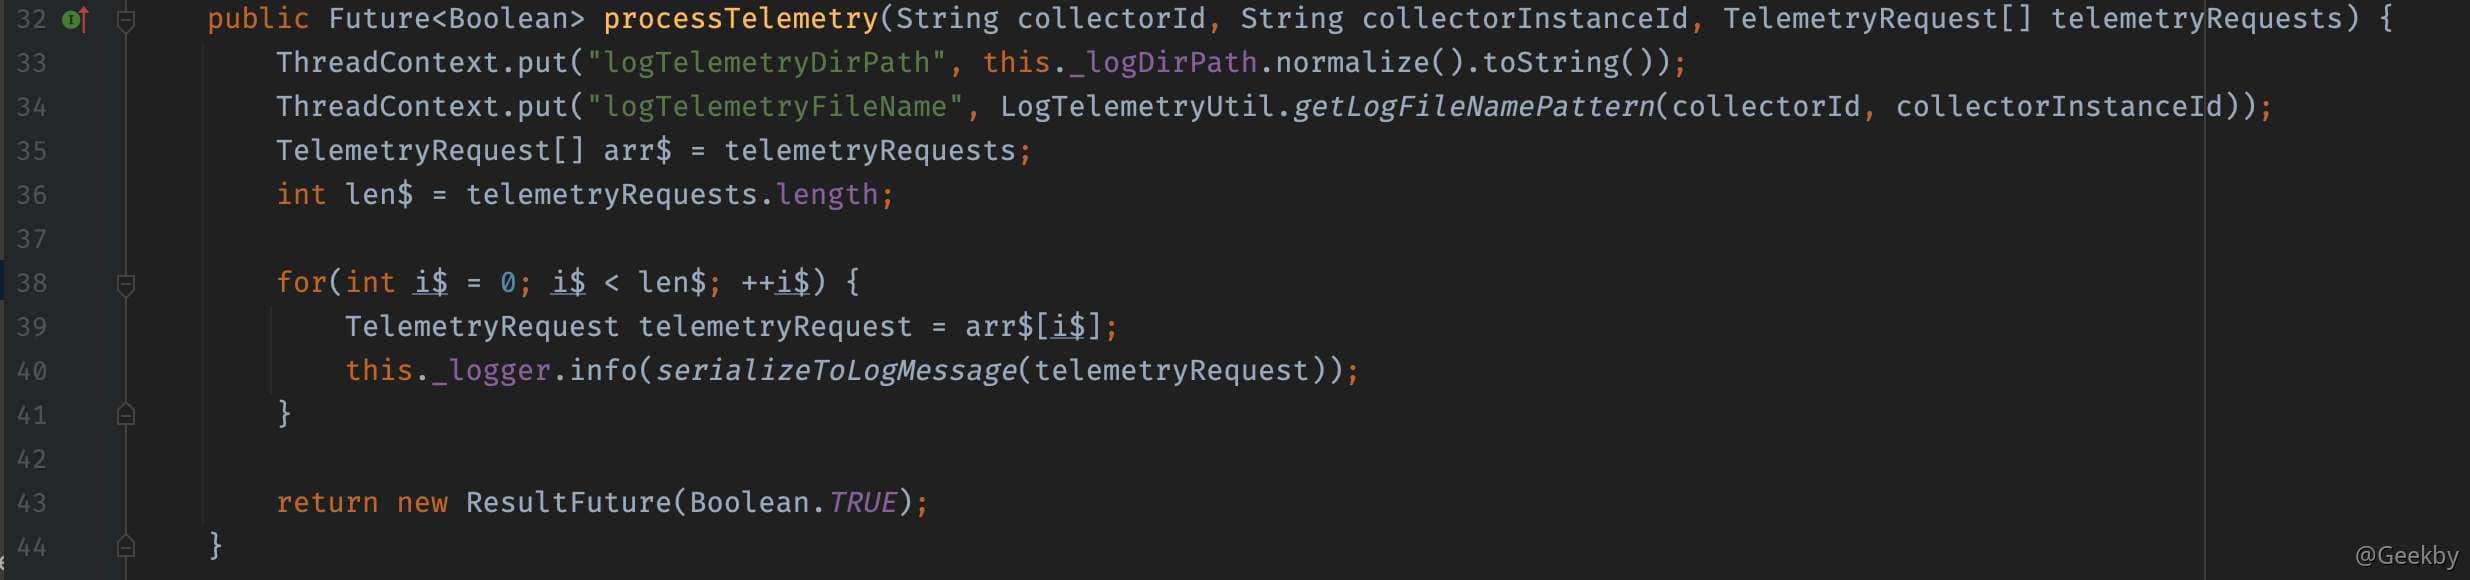 32 public Future<Boolean> processTelemetry(String collectorId, String collectorInstanceId, TelemetryRequest[] telemetryRequests) {
33 ThreadContext.put("logTelemetryDirPath", this._logDirPath.normalize().toString());
34 ThreadContext.put("logTelemetryFileName", LogTelemetryUtil.getLogFileNamePattern(collectorId, collectorInstanceId));
35 TelemetryRequest[] arr$ = telemetryRequests;
36 int len$ = telemetryRequests.length;
37
38 for(int i$ = 0; i$ < len$; ++i$) {
39 TelemetryRequest telemetryRequest = arr$[i$];
40 this._logger.info(serializeToLogMessage(telemetryRequest));
41 }
42
43 return new ResultFuture(Boolean.TRUE);
44 }
@Geekby